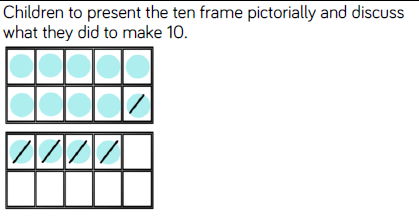 Children to present the ten frame pictorially and discuss
what they did to make 10.